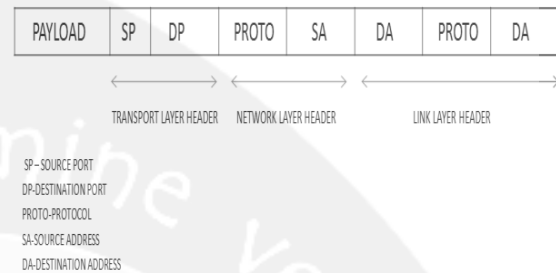 PAYLOAD SP DP PROTO SA DA PROTO DA
TRANSPORT LAYER HEADER NETWORK LAYER HEADER LINK LAYER HEADER
SP – SOURCE PORT
DP-DESTINATION PORT
PROTO-PROTOCOL
SA-SOURCE ADDRESS
DA-DESTINATION ADDRESS